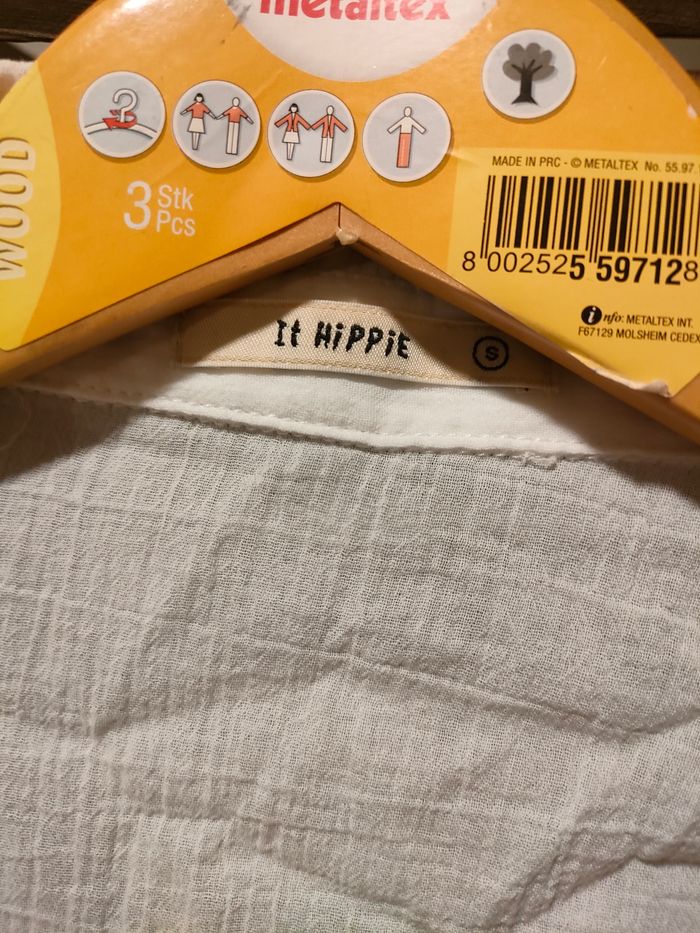 metaltex
WOOD
3 Stk
Pcs
MADE IN PRC - © METALTEX No. 55.97.
8 002525 597128
i nfo: METALTEX INT.
F67129 MOLSHEIM CEDEX
It HiPPiE
S